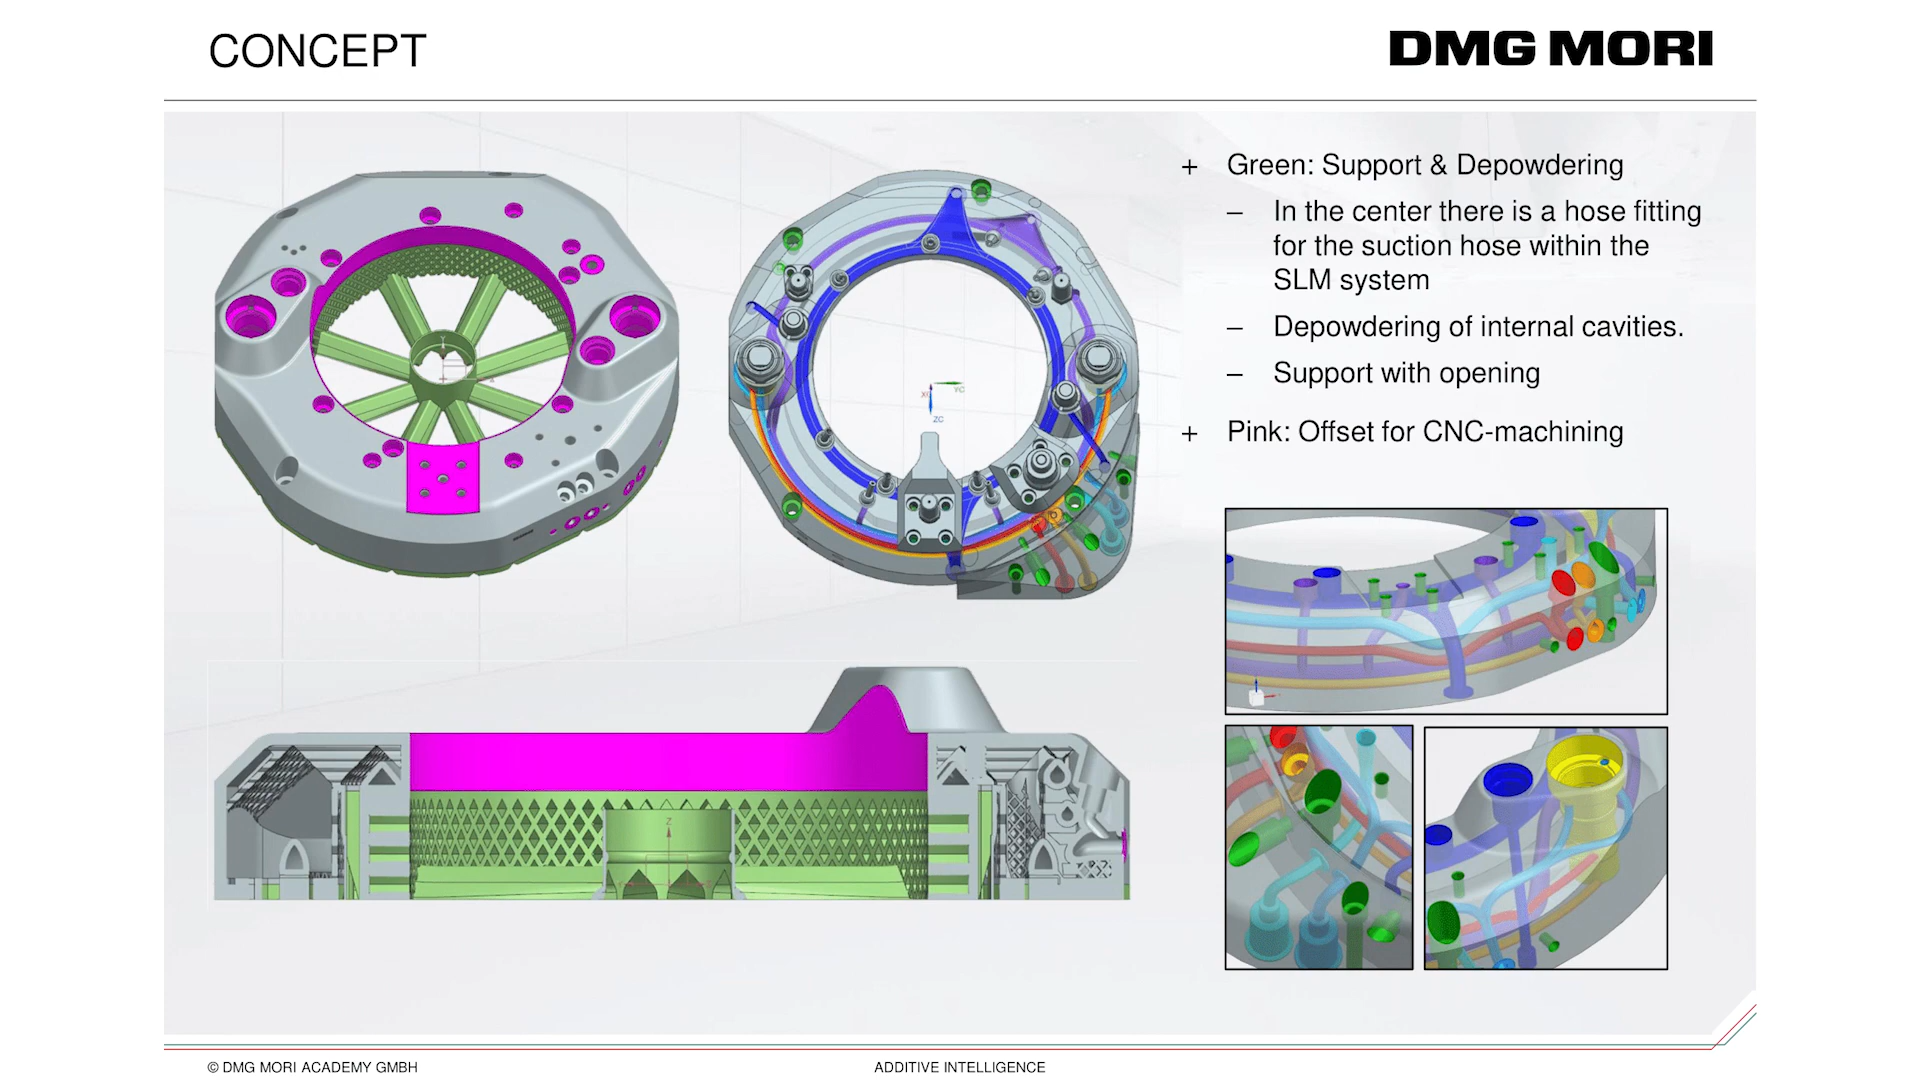 CONCEPT
DMG MORI
+ Green: Support & Depowdering
– In the center there is a hose fitting
for the suction hose within the
SLM system
– Depowdering of internal cavities.
– Support with opening
+ Pink: Offset for CNC-machining
YC
ZC
Z
© DMG MORI ACADEMY GMBH
ADDITIVE INTELLIGENCE